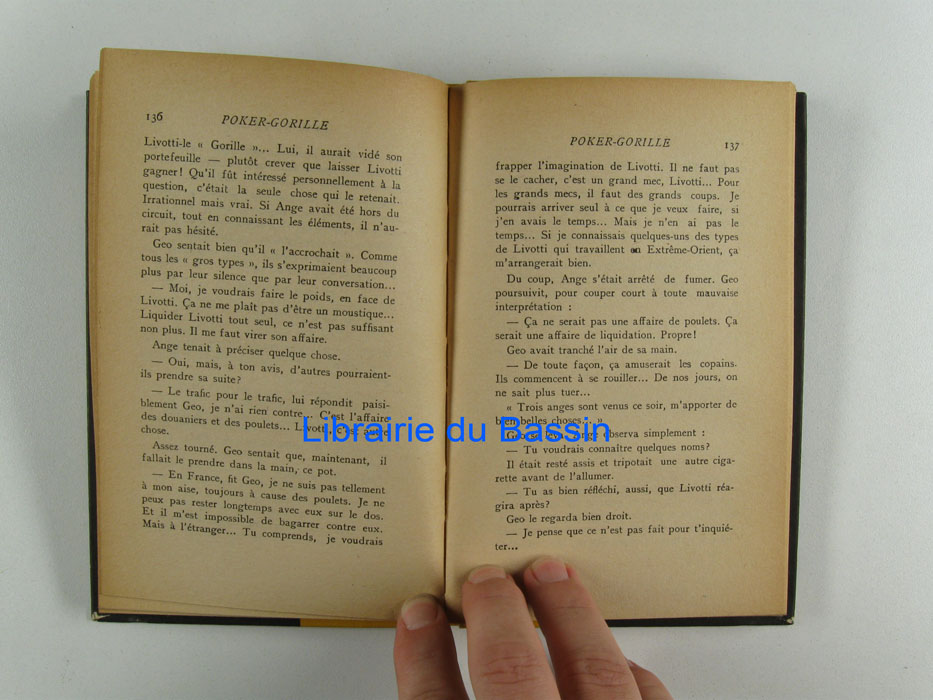 136 POKER-GORILLE
Livotti-le « Gorille »... Lui, il aurait vidé son
portefeuille — plutôt crever que laisser Livotti
gagner! Qu'il fût intéressé personnellement à la
question, c'était la seule chose qui le retenait.
Irrationnel mais vrai. Si Ange avait été hors du
circuit, tout en connaissant les éléments, il n'au-
rait pas hésité.
Geo sentait bien qu'il « l'accrochait ». Comme
tous les « gros types », ils s'exprimaient beaucoup
plus par leur silence que par leur conversation...
— Moi, je voudrais faire le poids, en face de
Livotti. Ça ne me plaît pas d'être un moustique...
Liquider Livotti tout seul, ce n'est pas suffisant
non plus. Il me faut virer son affaire.
Ange tenait à préciser quelque chose.
— Oui, mais, à ton avis, d'autres pourraient-
ils prendre sa suite?
— Le trafic pour le trafic, lui répondit paisi-
blement Geo, je n'ai rien contre... C'est l'affaire
des douaniers et des poulets... Livotti, c'est autre
chose.
Assez tourné. Geo sentait que, maintenant, il
fallait le prendre dans la main, ce pot.
— En France, fit Geo, je ne suis pas tellement
à mon aise, toujours à cause des poulets. Je ne
peux pas rester longtemps avec eux sur le dos.
Et il m'est impossible de bagarrer contre eux.
Mais à l'étranger... Tu comprends, je voudrais
POKER-GORILLE 137
frapper l'imagination de Livotti. Il ne faut pas
se le cacher, c'est un grand mec, Livotti... Pour
les grands mecs, il faut des grands coups. Je
pourrais arriver seul à ce que je veux faire, si
j'en avais le temps... Mais je n'en ai pas le
temps... Si je connaissais quelques-uns des types
de Livotti qui travaillent en Extrême-Orient, ça
m'arrangerait bien.
Du coup, Ange s'était arrêté de fumer. Geo
poursuivit, pour couper court à toute mauvaise
interprétation :
— Ça ne serait pas une affaire de poulets. Ça
serait une affaire de liquidation. Propre!
Geo avait tranché l'air de sa main.
— De toute façon, ça amuserait les copains.
Ils commencent à se rouiller... De nos jours, on
ne sait plus tuer...
« Trois anges sont venus ce soir, m'apporter de
bien belles choses... »
Geo se leva. Ange observa simplement :
— Tu voudrais connaître quelques noms?
Il était resté assis et tripotait une autre ciga-
rette avant de l'allumer.
— Tu as bien réfléchi, aussi, que Livotti réa-
gira après?
Geo le regarda bien droit.
— Je pense que ce n'est pas fait pour t'inquié-
ter...
Librairie du Bassin